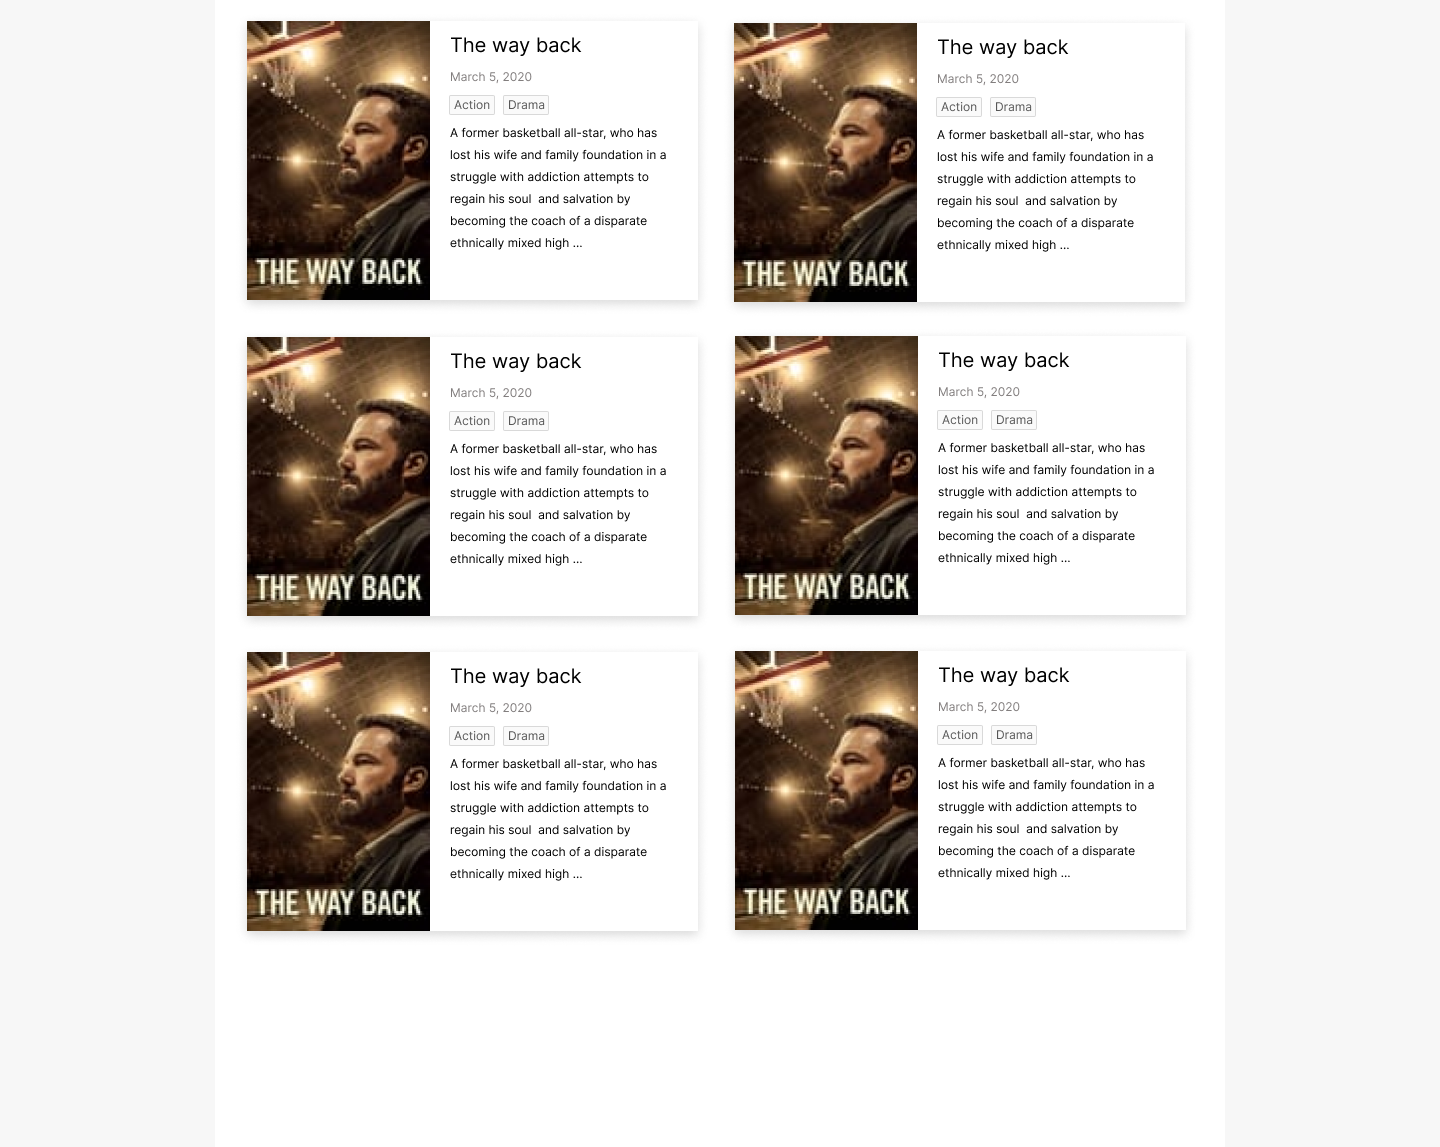 The way back
March 5, 2020
Action Drama
A former basketball all-star, who has
lost his wife and family foundation in a
struggle with addiction attempts to
regain his soul  and salvation by
becoming the coach of a disparate
ethnically mixed high ...
THE WAY BACK
The way back
March 5, 2020
Action Drama
A former basketball all-star, who has
lost his wife and family foundation in a
struggle with addiction attempts to
regain his soul  and salvation by
becoming the coach of a disparate
ethnically mixed high ...
THE WAY BACK
The way back
March 5, 2020
Action Drama
A former basketball all-star, who has
lost his wife and family foundation in a
struggle with addiction attempts to
regain his soul  and salvation by
becoming the coach of a disparate
ethnically mixed high ...
THE WAY BACK
The way back
March 5, 2020
Action Drama
A former basketball all-star, who has
lost his wife and family foundation in a
struggle with addiction attempts to
regain his soul  and salvation by
becoming the coach of a disparate
ethnically mixed high ...
THE WAY BACK
The way back
March 5, 2020
Action Drama
A former basketball all-star, who has
lost his wife and family foundation in a
struggle with addiction attempts to
regain his soul  and salvation by
becoming the coach of a disparate
ethnically mixed high ...
THE WAY BACK
The way back
March 5, 2020
Action Drama
A former basketball all-star, who has
lost his wife and family foundation in a
struggle with addiction attempts to
regain his soul  and salvation by
becoming the coach of a disparate
ethnically mixed high ...
THE WAY BACK